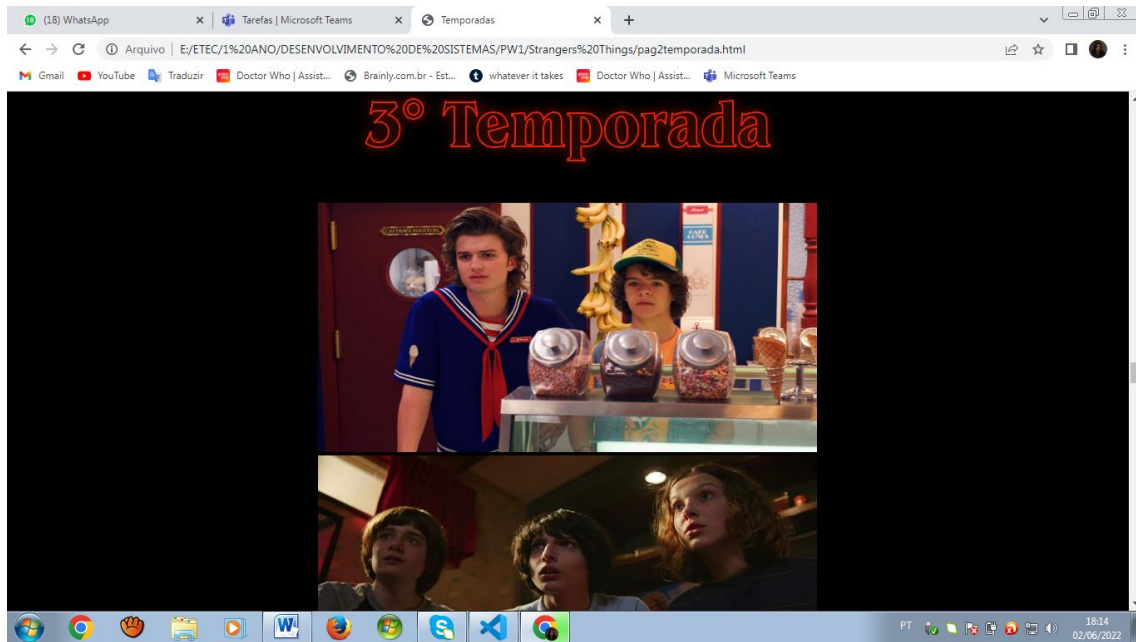 (18) WhatsApp
Tarefas | Microsoft Teams
Temporadas
Arquivo | E:/ETEC/1%20ANO/DESENVOLVIMENTO%20DE%20SISTEMAS/PW1/Strangers%20Things/pag2temporada.html
Gmail YouTube Traduzir Doctor Who | Assist... Brainly.com.br - Est... whatever it takes Doctor Who | Assist... Microsoft Teams
3° Temporada
PT
18:14
02/06/2022